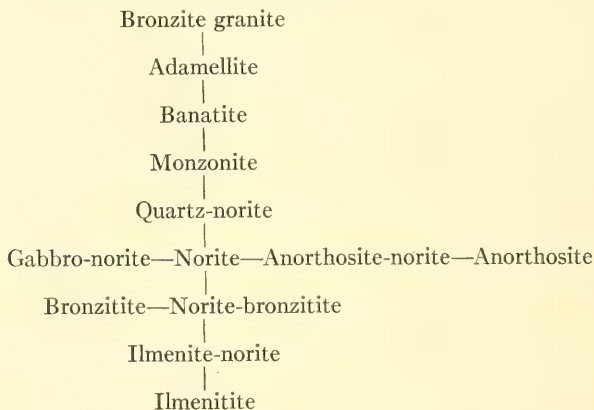 Bronzite granite
Adamellite
Banatite
Monzonite
Quartz-norite
Gabbro-norite—Norite—Anorthosite-norite—Anorthosite
Bronzitite—Norite-bronzitite
Ilmenite-norite
Ilmenitite